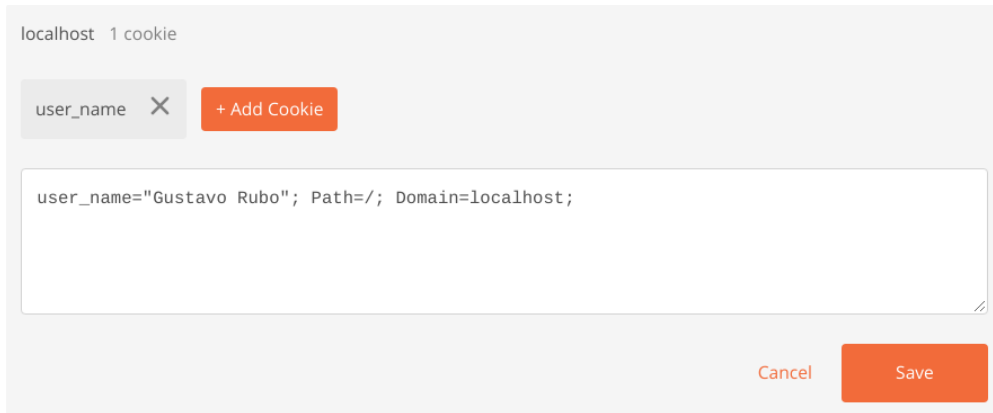 localhost 1 cookie
user_name
+ Add Cookie
user_name="Gustavo Rubo"; Path=/; Domain=localhost;
Cancel
Save